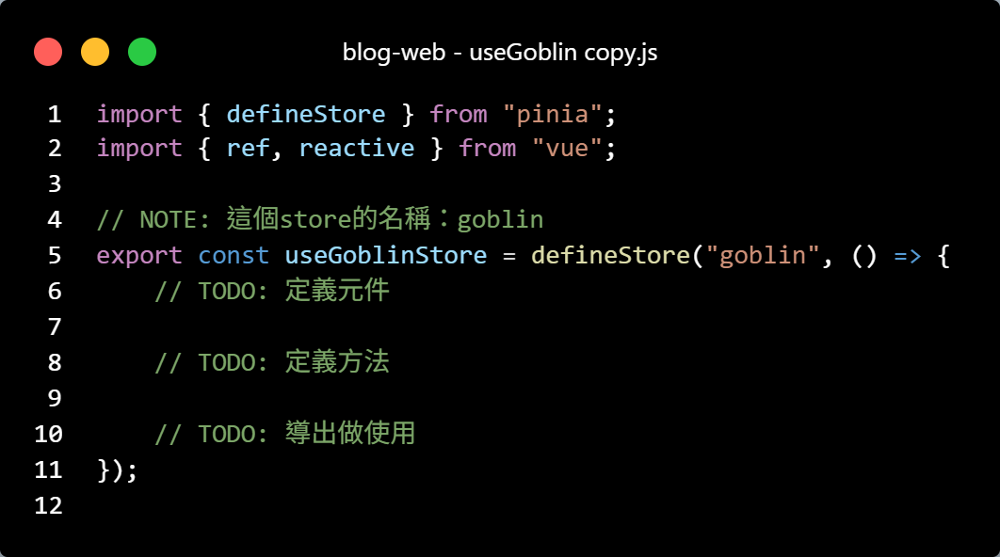 blog-web - useGoblin copy.js
1 import { defineStore } from "pinia";
2 import { ref, reactive } from "vue";
3
4 // NOTE: 這個store的名稱：goblin
5 export const useGoblinStore = defineStore("goblin", () => {
6     // TODO: 定義元件
7
8     // TODO: 定義方法
9
10     // TODO: 導出做使用
11 });
12